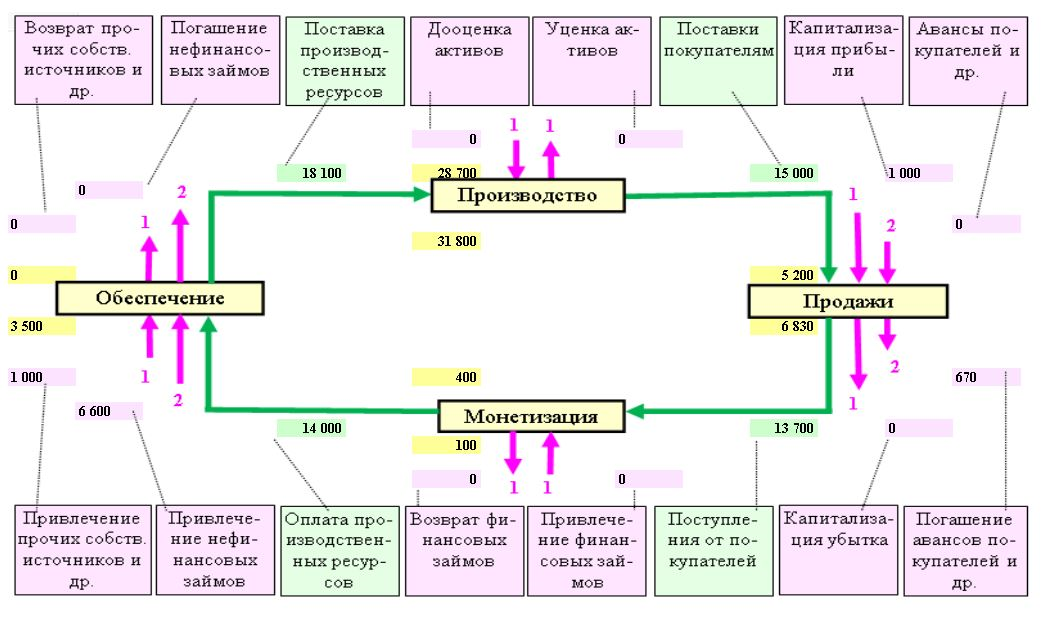 Возврат про-
чих собств.
источников и
др.
Погашение
нефинансо-
вых займов
Поставка
производ-
ственных
ресурсов
Дооценка
активов
Уценка ак-
тивов
Поставки
покупателям
Капитализа-
ция прибы-
ли
Авансы по-
купателей и
др.
0
1
1
0
18 100
28 700
15 000
1 000
0
2
1
0
1
2
0
Производство
31 800
0
5 200
Обеспечение
Продажи
3 500
6 830
1 000
1
2
400
2
1
670
6 600
Монетизация
14 000
100
13 700
0
0
1
1
0
Привлечение
прочих собств.
источников и
др.
Привлече-
ние нефи-
нансовых
займов
Оплата про-
изводствен-
ных ресур-
сов
Возврат фи-
нансовых
займов
Привлече-
ние финан-
совых зай-
мов
Поступле-
ния от по-
купателей
Капитализа-
ция убытка
Погашение
авансов по-
купателей и
др.